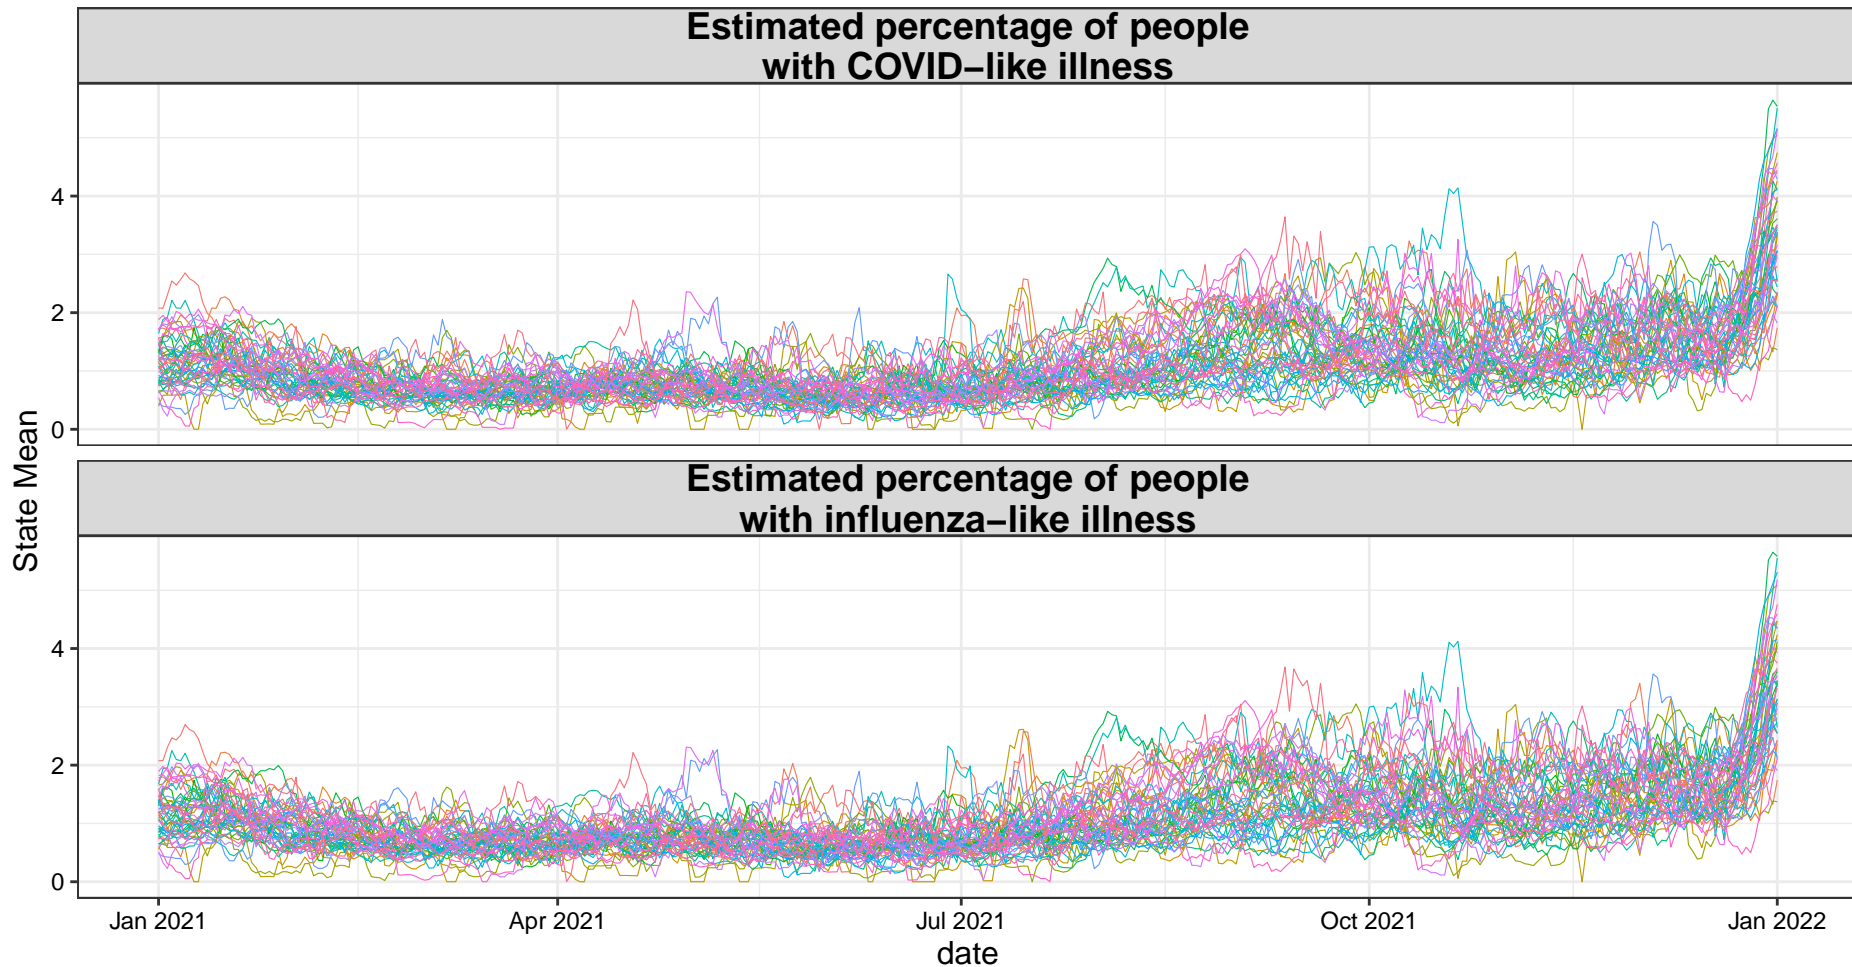 Estimated percentage of people
with COVID−like illness
4
2
0
State Mean
Estimated percentage of people
with influenza−like illness
4
2
0
Jan 2021 Apr 2021 Jul 2021 Oct 2021 Jan 2022
date